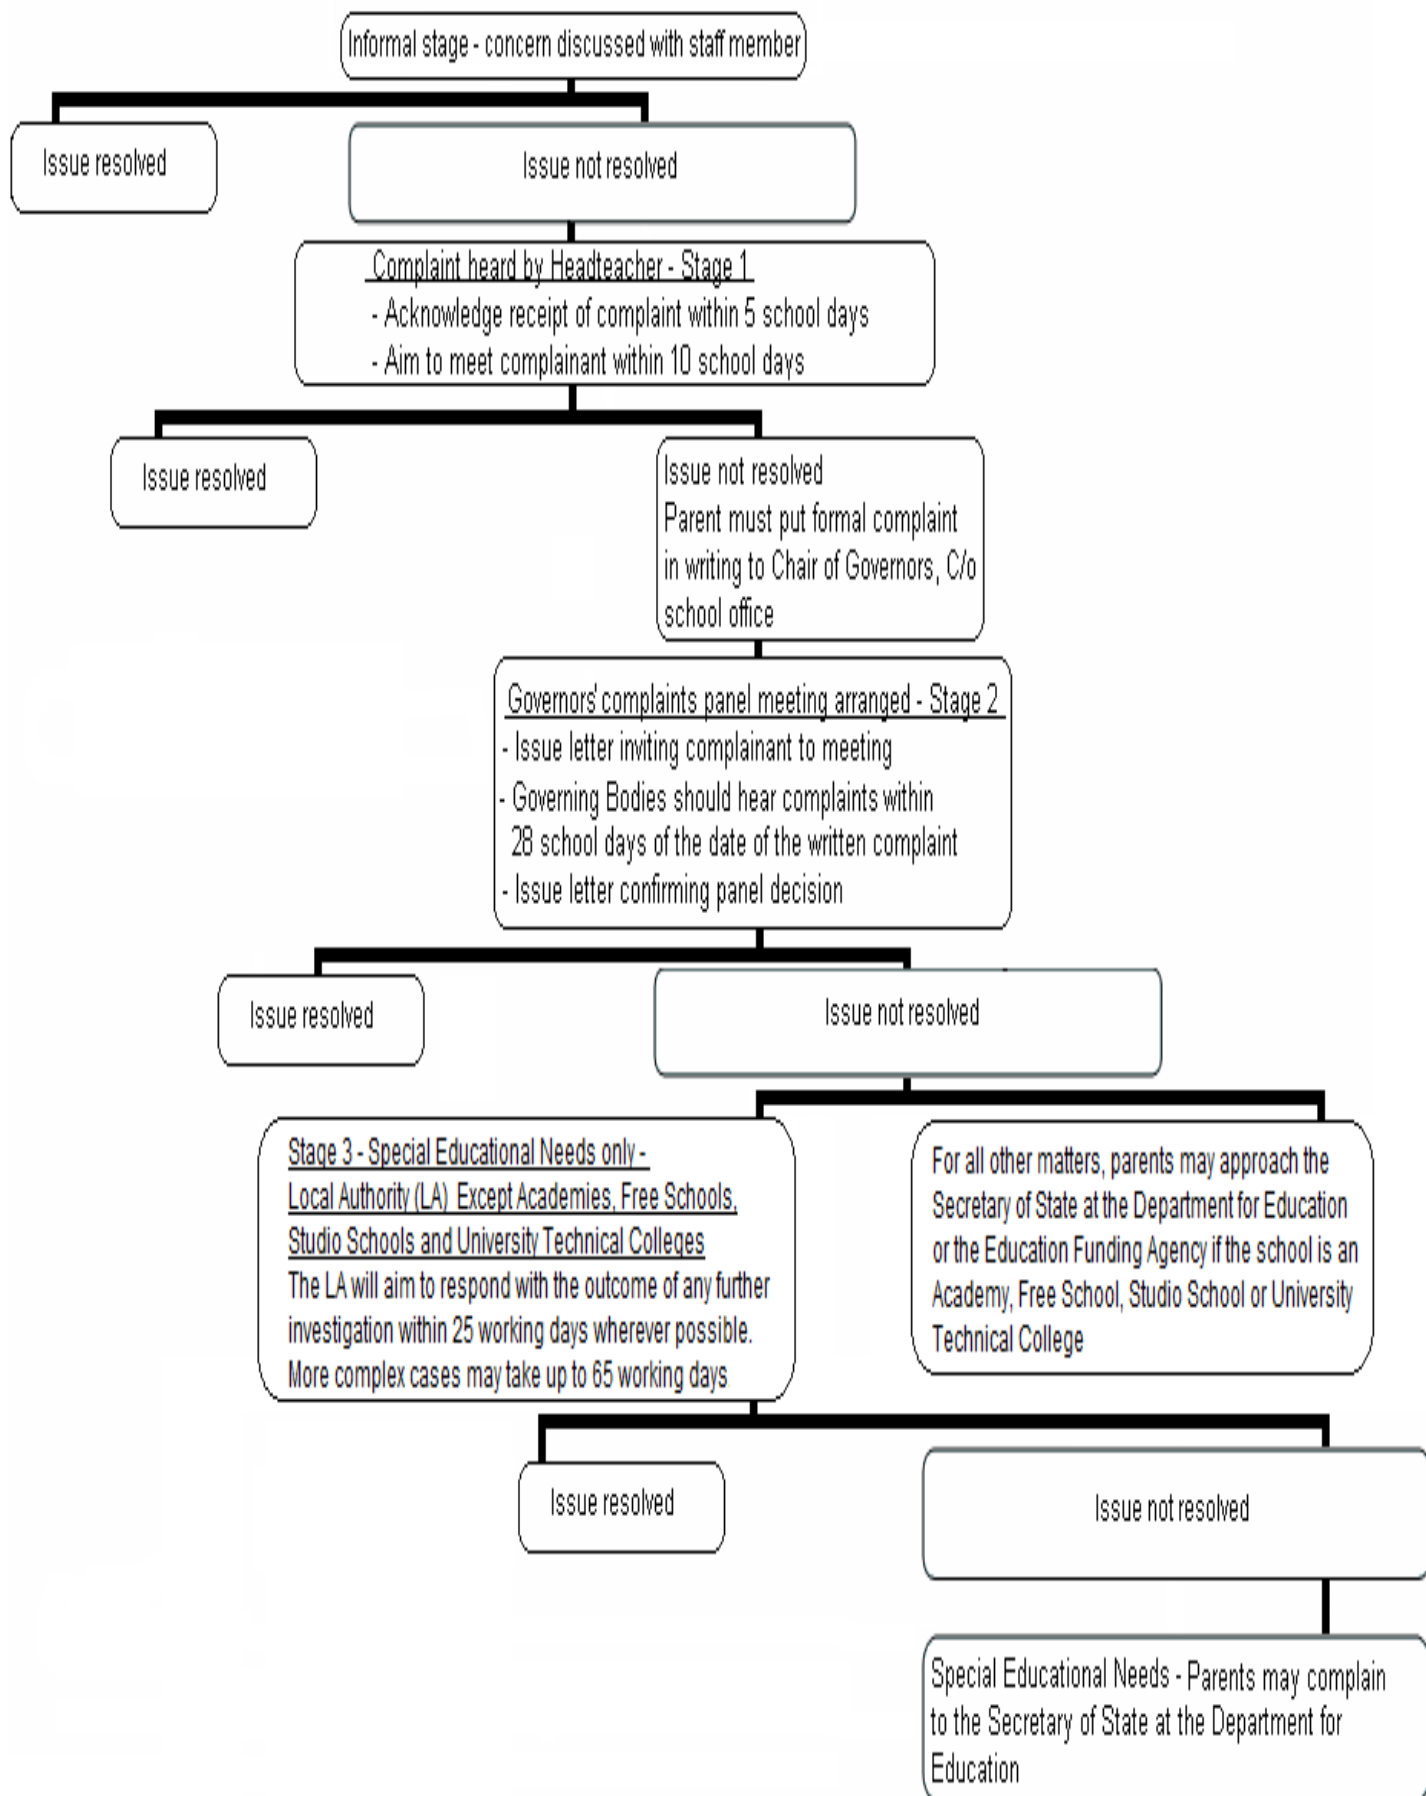 Informal stage - concern discussed with staff member
Issue resolved
Issue not resolved
Complaint heard by Headteacher - Stage 1
- Acknowledge receipt of complaint within 5 school days
- Aim to meet complainant within 10 school days
Issue resolved
Issue not resolved
Parent must put formal complaint
in writing to Chair of Governors, C/o
school office
Governors' complaints panel meeting arranged - Stage 2
- Issue letter inviting complainant to meeting
- Governing Bodies should hear complaints within
28 school days of the date of the written complaint
- Issue letter confirming panel decision
Issue resolved
Issue not resolved
Stage 3 - Special Educational Needs only -
Local Authority (LA) Except Academies, Free Schools,
Studio Schools and University Technical Colleges
The LA will aim to respond with the outcome of any further
investigation within 25 working days wherever possible.
More complex cases may take up to 65 working days
For all other matters, parents may approach the
Secretary of State at the Department for Education
or the Education Funding Agency if the school is an
Academy, Free School, Studio School or University
Technical College
Issue resolved
Issue not resolved
Special Educational Needs - Parents may complain
to the Secretary of State at the Department for
Education